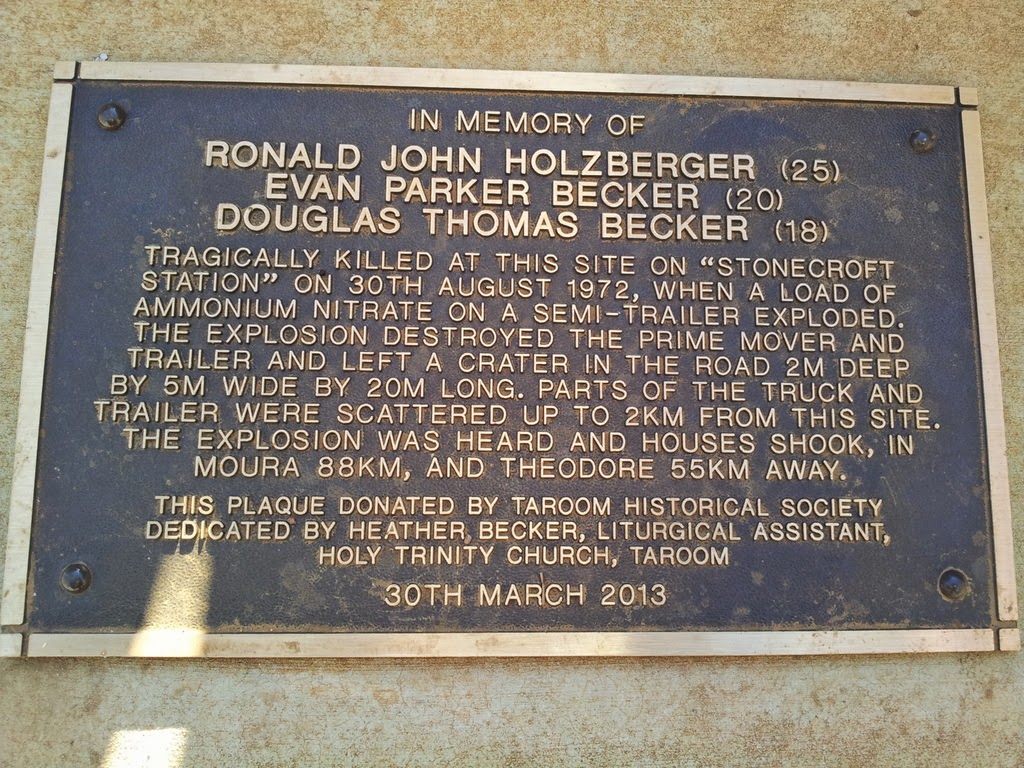 IN MEMORY OF
RONALD JOHN HOLZBERGER (25)
EVAN PARKER BECKER (20)
DOUGLAS THOMAS BECKER (18)
TRAGICALLY KILLED AT THIS SITE ON "STONECROFT
STATION" ON 30TH AUGUST 1972, WHEN A LOAD OF
AMMONIUM NITRATE ON A SEMI-TRAILER EXPLODED.
THE EXPLOSION DESTROYED THE PRIME MOVER AND
TRAILER AND LEFT A CRATER IN THE ROAD 2M DEEP
BY 5M WIDE BY 20M LONG. PARTS OF THE TRUCK AND
TRAILER WERE SCATTERED UP TO 2KM FROM THIS SITE.
THE EXPLOSION WAS HEARD AND HOUSES SHOOK, IN
MOURA 88KM, AND THEODORE 55KM AWAY.
THIS PLAQUE DONATED BY TAROOM HISTORICAL SOCIETY
DEDICATED BY HEATHER BECKER, LITURGICAL ASSISTANT,
HOLY TRINITY CHURCH, TAROOM
30TH MARCH 2013